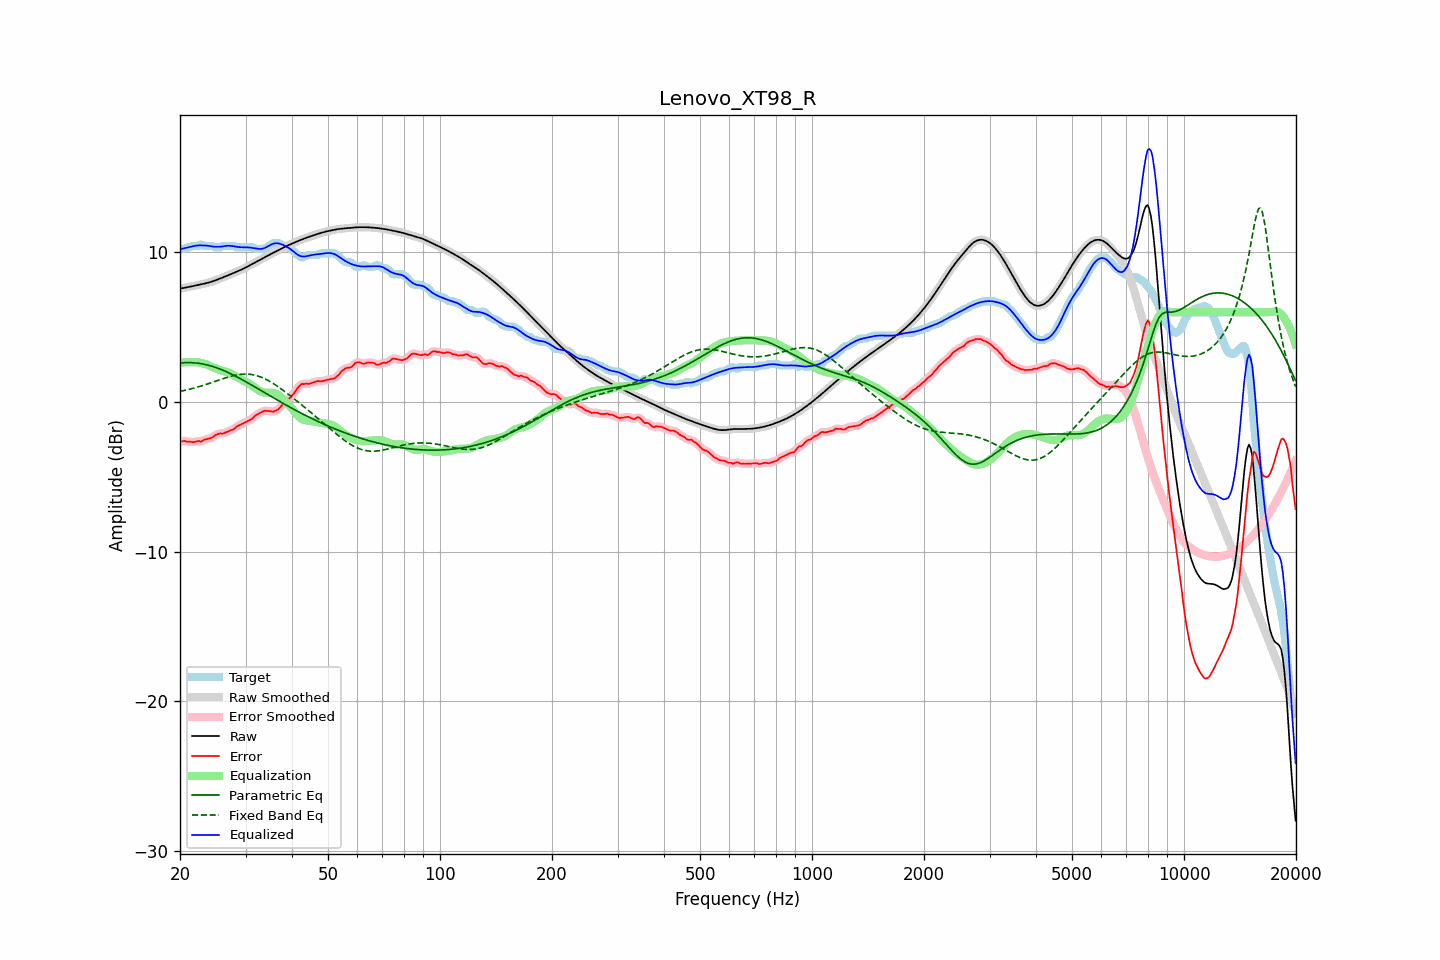 Lenovo_XT98_R
Amplitude (dBr)
10
0
−10
−20
−30
Target
Raw Smoothed
Error Smoothed
Raw
Error
Equalization
Parametric Eq
Fixed Band Eq
Equalized
20 50 100 200 500 1000 2000 5000 10000 20000
Frequency (Hz)